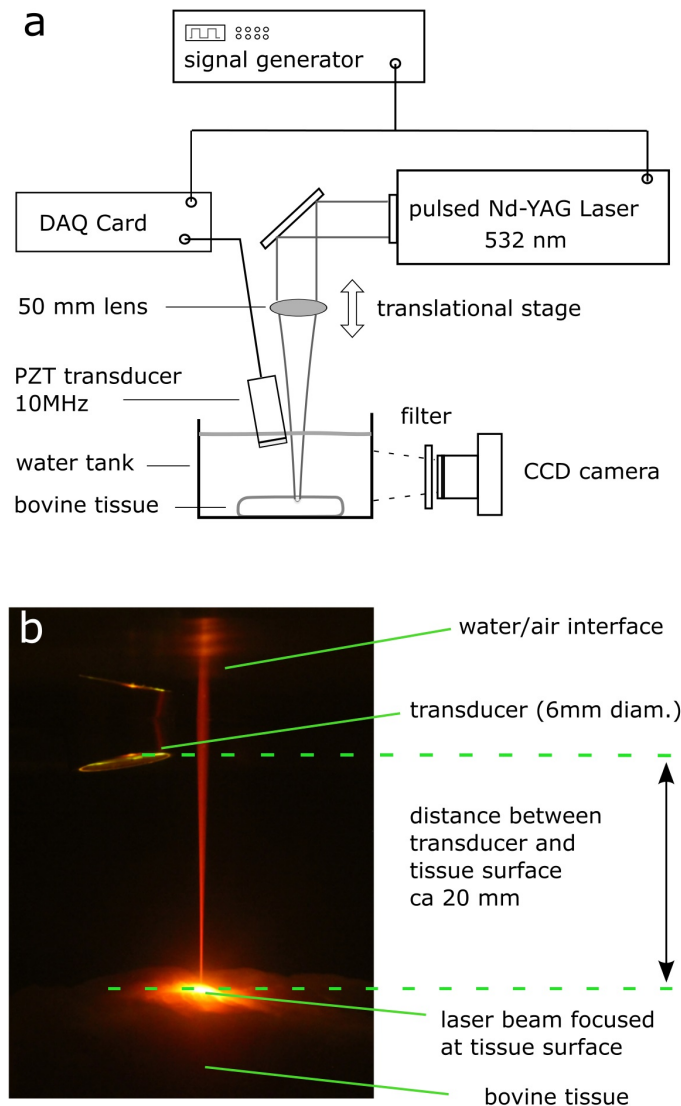 a
signal generator
DAQ Card
pulsed Nd-YAG Laser
532 nm
50 mm lens
translational stage
PZT transducer
10MHz
filter
water tank
CCD camera
bovine tissue
b
water/air interface
transducer (6mm diam.)
distance between
transducer and
tissue surface
ca 20 mm
laser beam focused
at tissue surface
bovine tissue